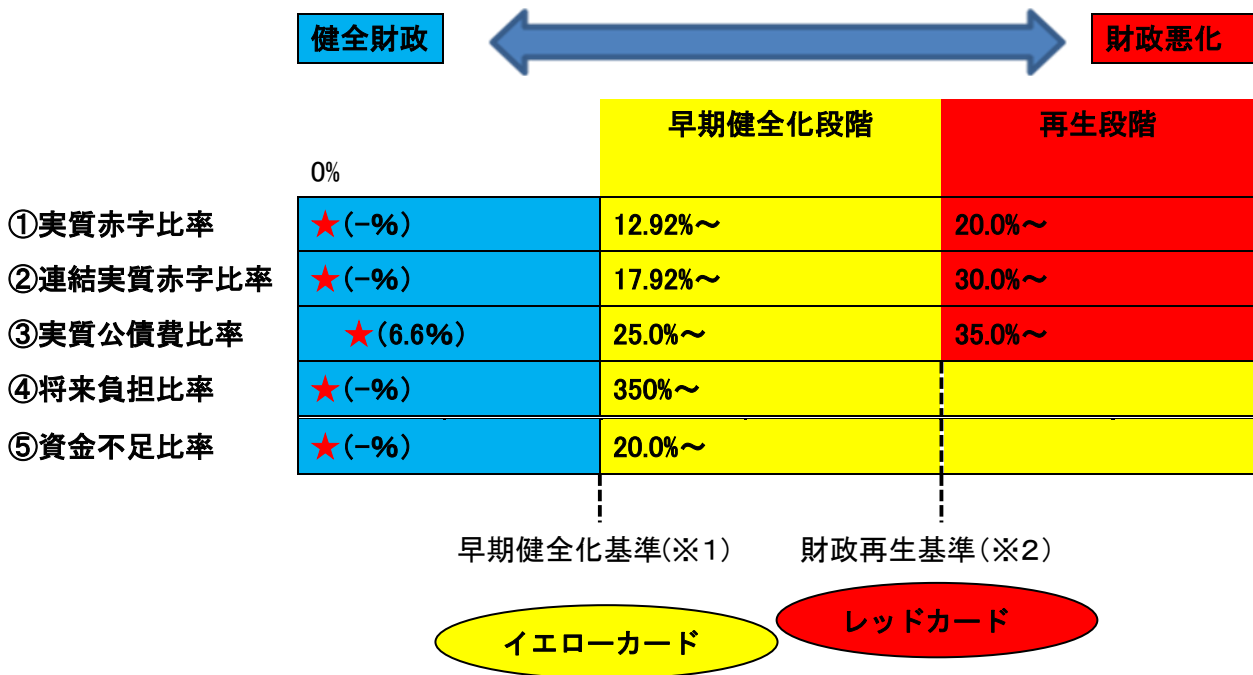 健全財政 財政悪化
早期健全化段階 再生段階
0%
①実質赤字比率 ★(-%) 12.92%～ 20.0%～
②連結実質赤字比率 ★(-%) 17.92%～ 30.0%～
③実質公債費比率 ★(6.6%) 25.0%～ 35.0%～
④将来負担比率 ★(-%) 350%～
⑤資金不足比率 ★(-%) 20.0%～
早期健全化基準(※1) 財政再生基準(※2)
イエローカード レッドカード